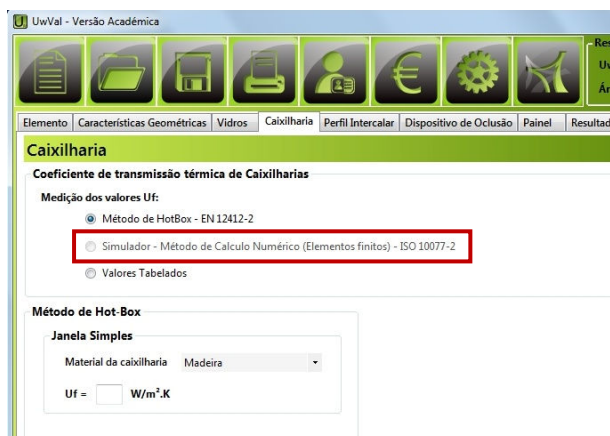 UwVal - Versão Académica
Elemento Características Geométricas Vidros Caixilharia Perfil Intercalar Dispositivo de Oclusão Painel
Caixilharia
Coeficiente de transmissão térmica de Caixilharias
Medição dos valores Uf:
Método de HotBox - EN 12412-2
Simulador - Método de Calculo Numérico (Elementos finitos) - ISO 10077-2
Valores Tabelados
Método de Hot-Box
Janela Simples
Material da caixilharia Madeira
Uf = W/m².K